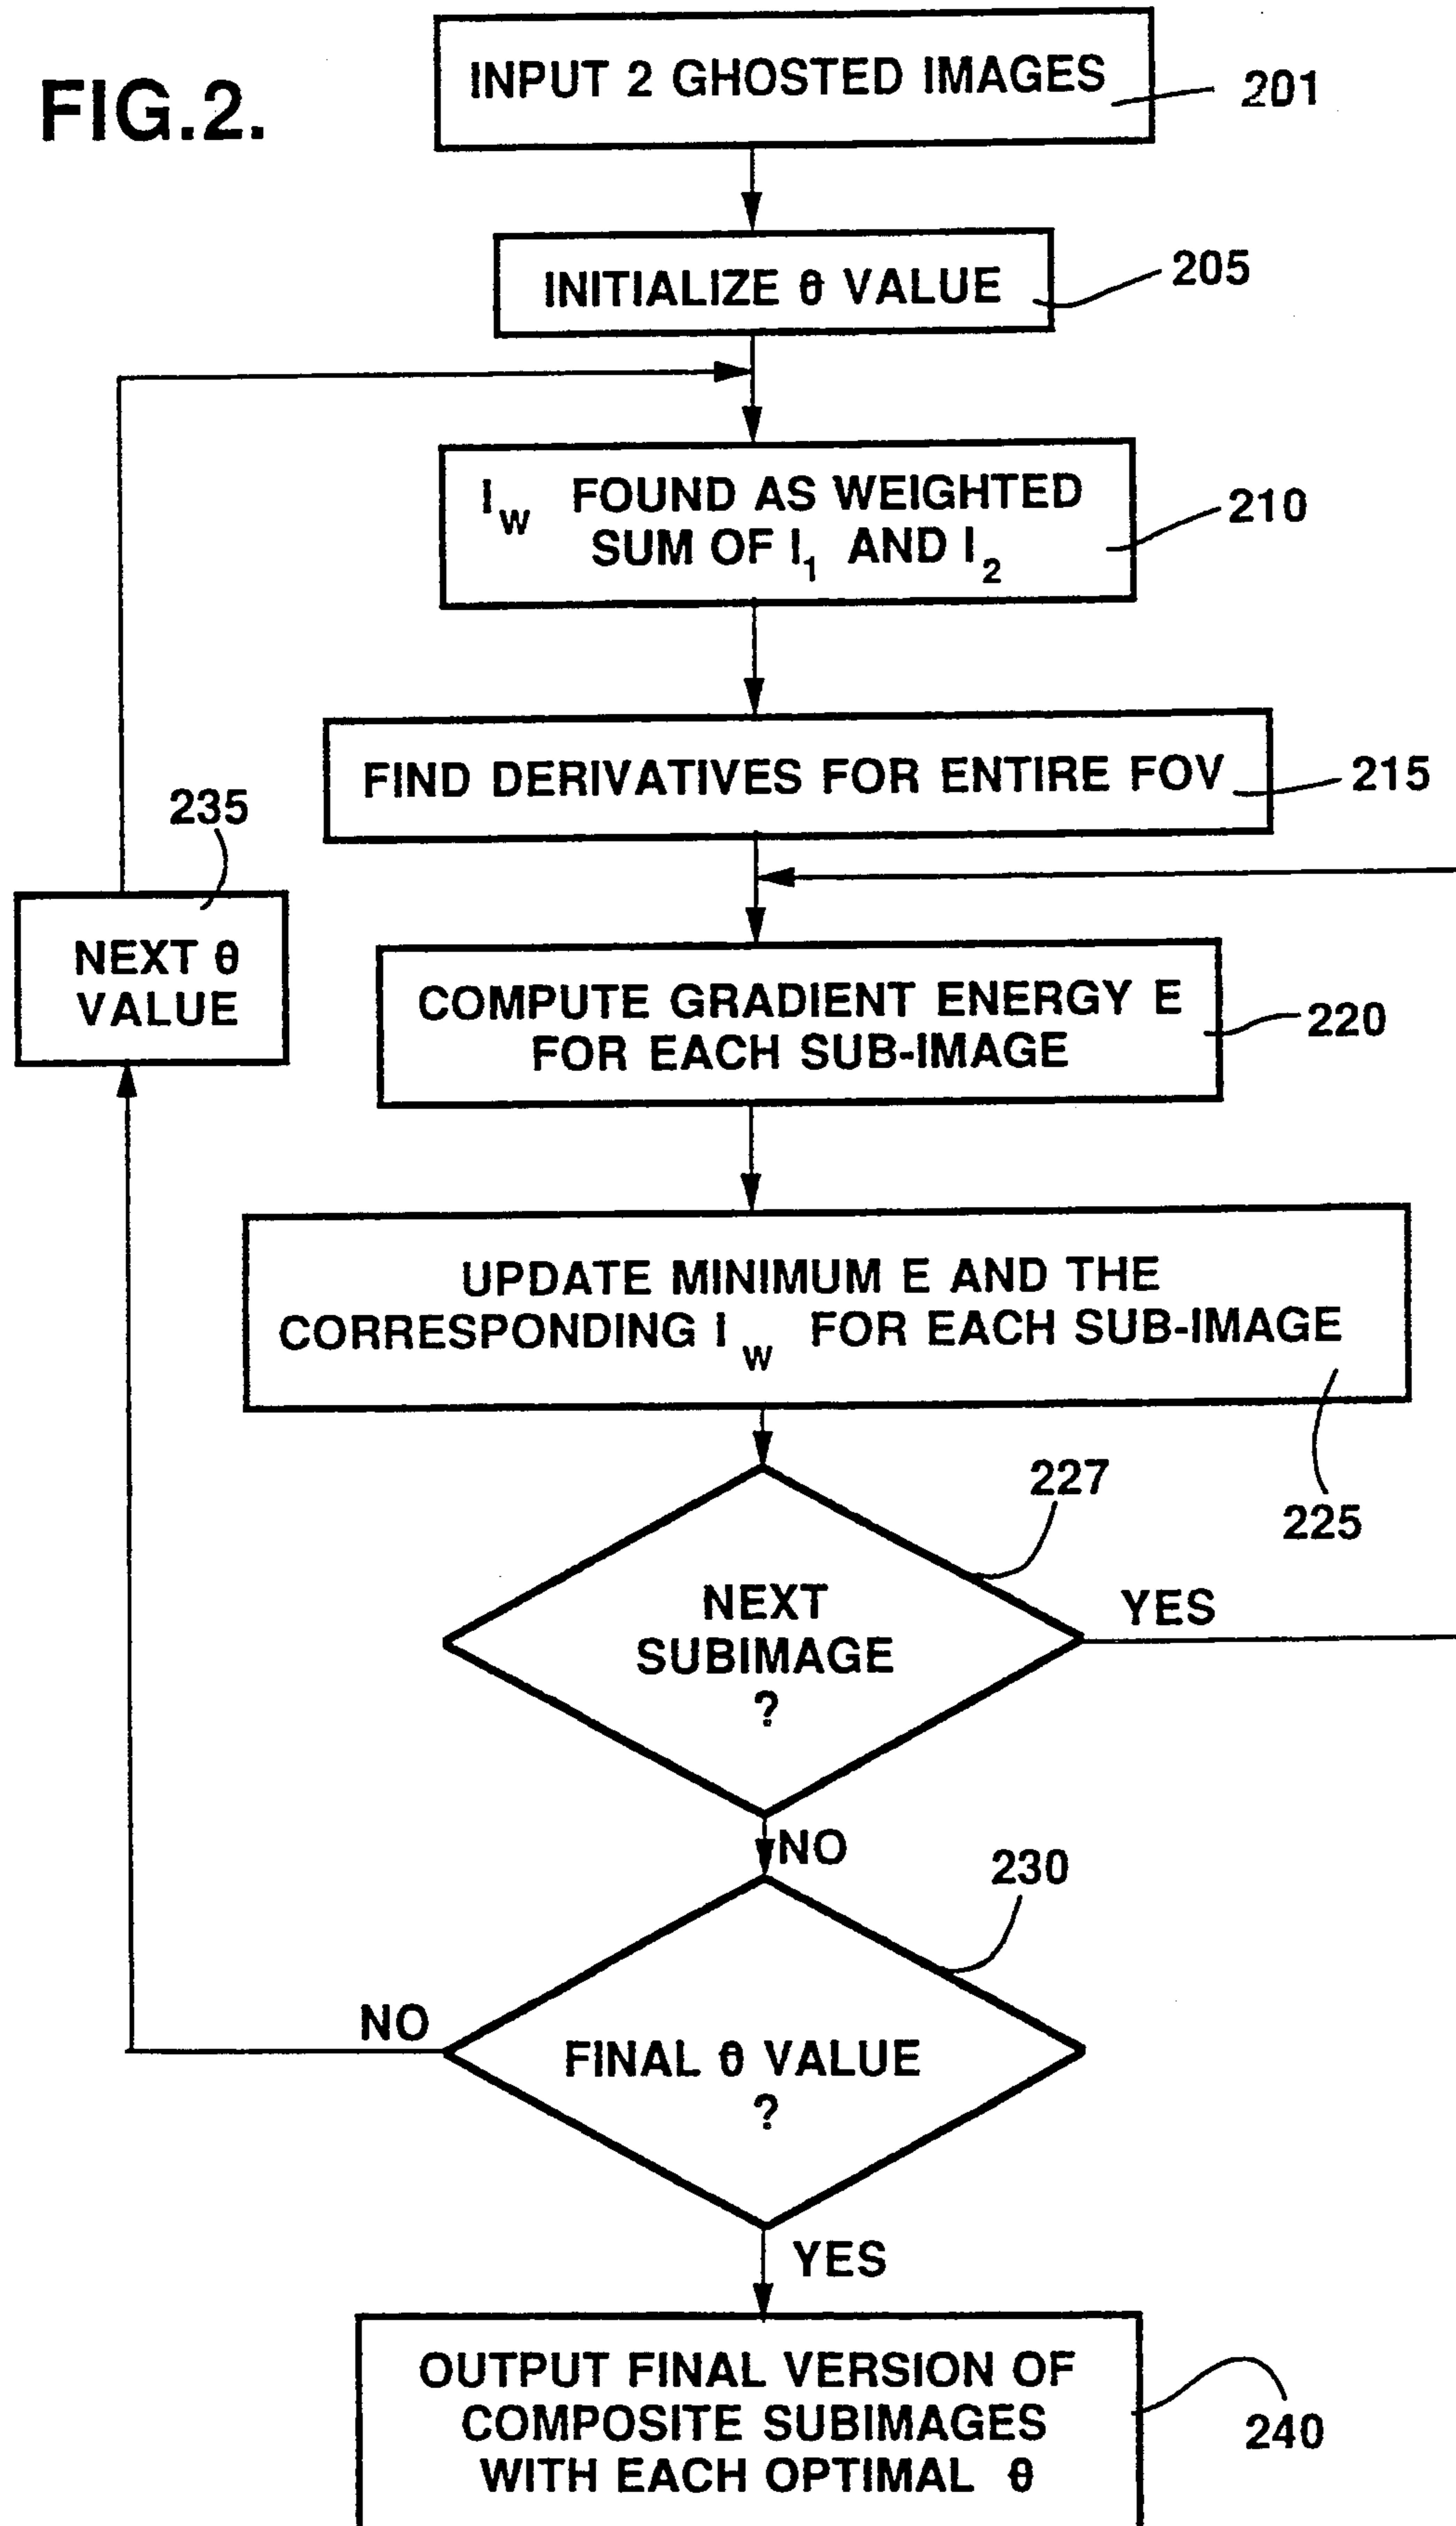 FIG.2.
INPUT 2 GHOSTED IMAGES
201
INITIALIZE θ VALUE
205
I_W FOUND AS WEIGHTED
SUM OF I_1 AND I_2
210
FIND DERIVATIVES FOR ENTIRE FOV
215
235
NEXT θ
VALUE
COMPUTE GRADIENT ENERGY E
FOR EACH SUB-IMAGE
220
UPDATE MINIMUM E AND THE
CORRESPONDING I_W FOR EACH SUB-IMAGE
225
227
NEXT
SUBIMAGE
?
YES
NO
230
FINAL θ VALUE
?
NO
YES
OUTPUT FINAL VERSION OF
COMPOSITE SUBIMAGES
WITH EACH OPTIMAL θ
240